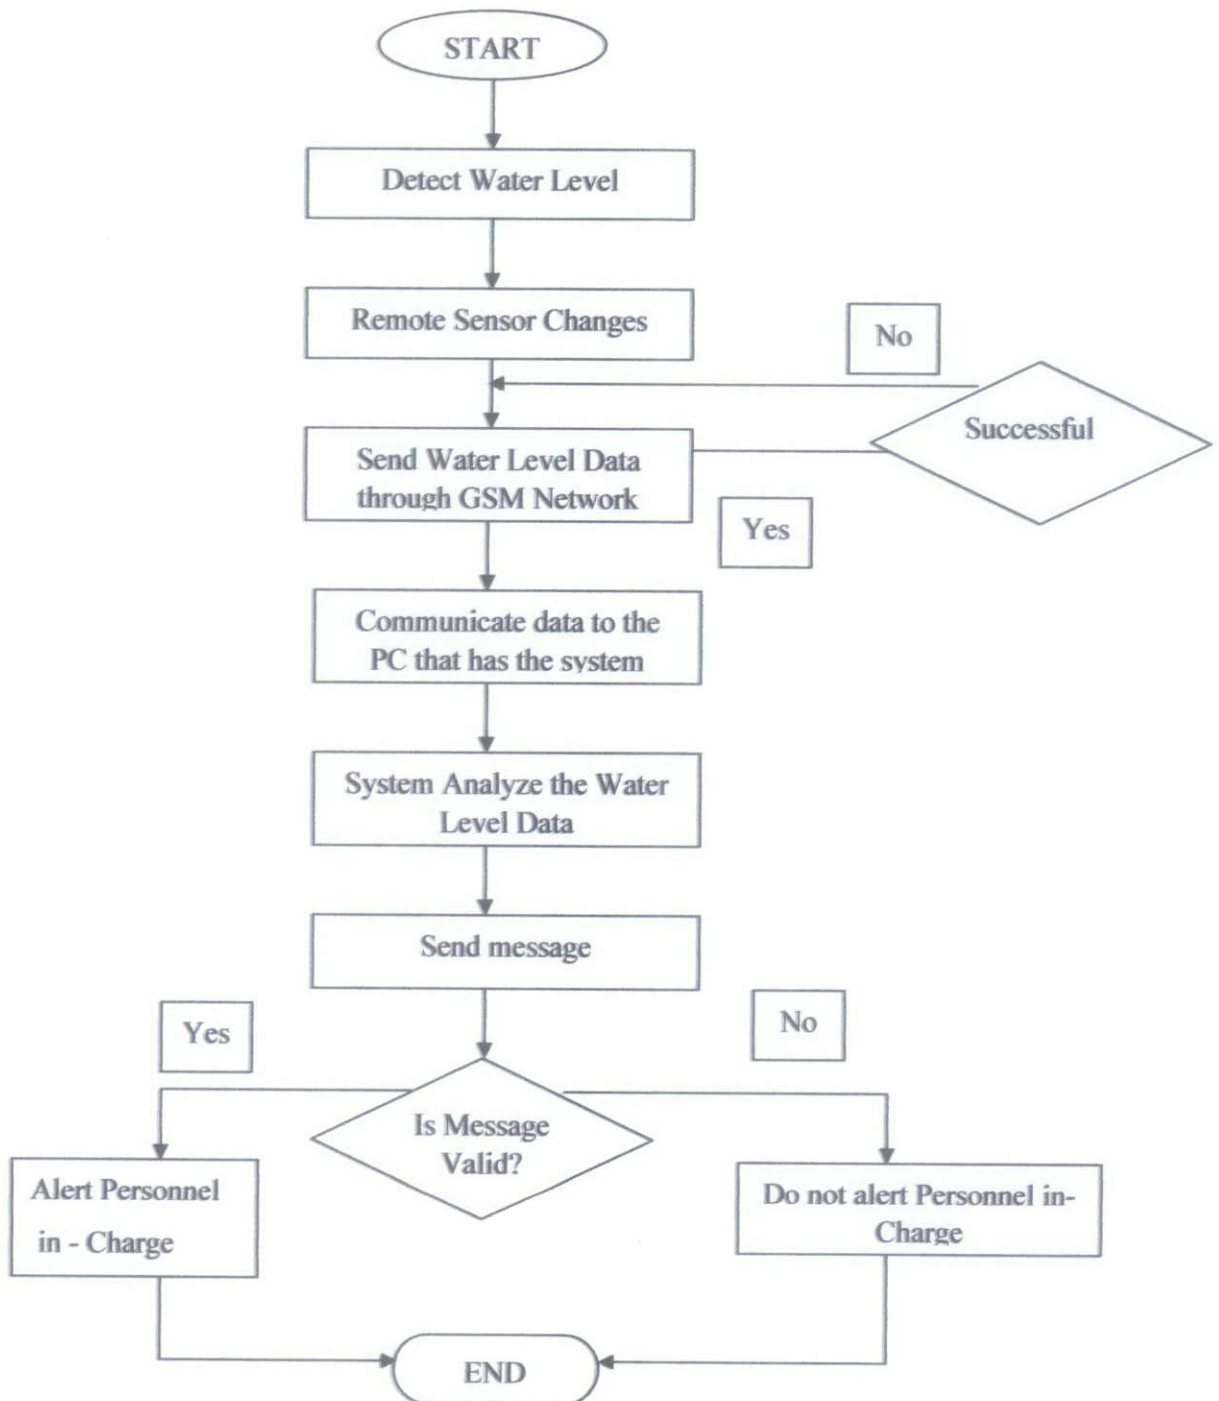 START
Detect Water Level
Remote Sensor Changes
No
Successful
Send Water Level Data
through GSM Network
Yes
Communicate data to the
PC that has the system
System Analyze the Water
Level Data
Send message
Yes
No
Is Message
Valid?
Alert Personnel
in - Charge
Do not alert Personnel in-
Charge
END